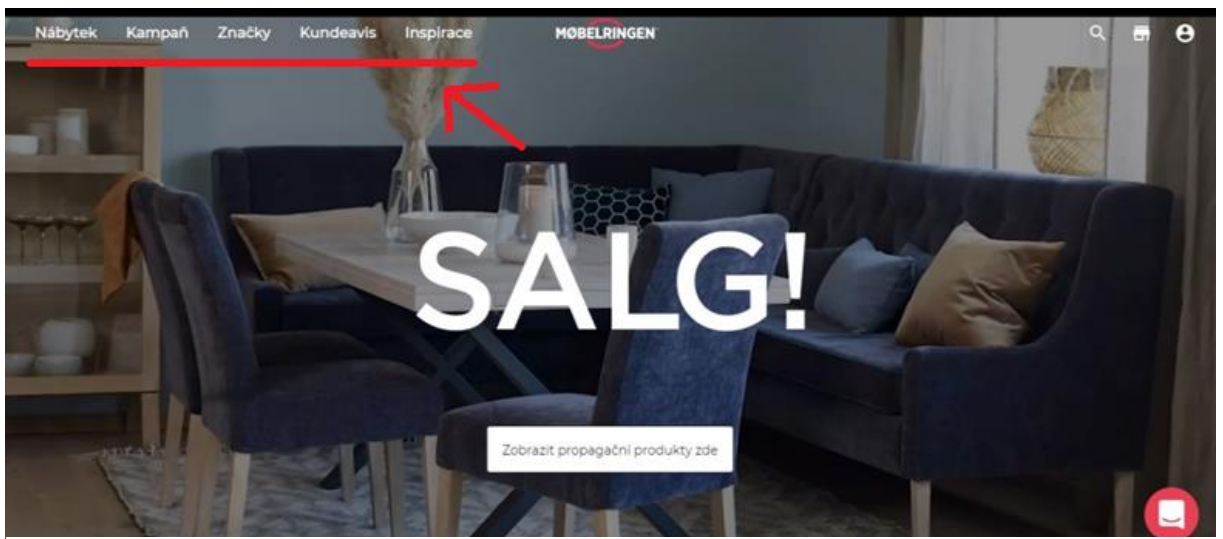 Nábytek Kampaň Značky Kundeavis Inspirace MØBELRINGEN
SALG!
Zobrazit propagační produkty zde